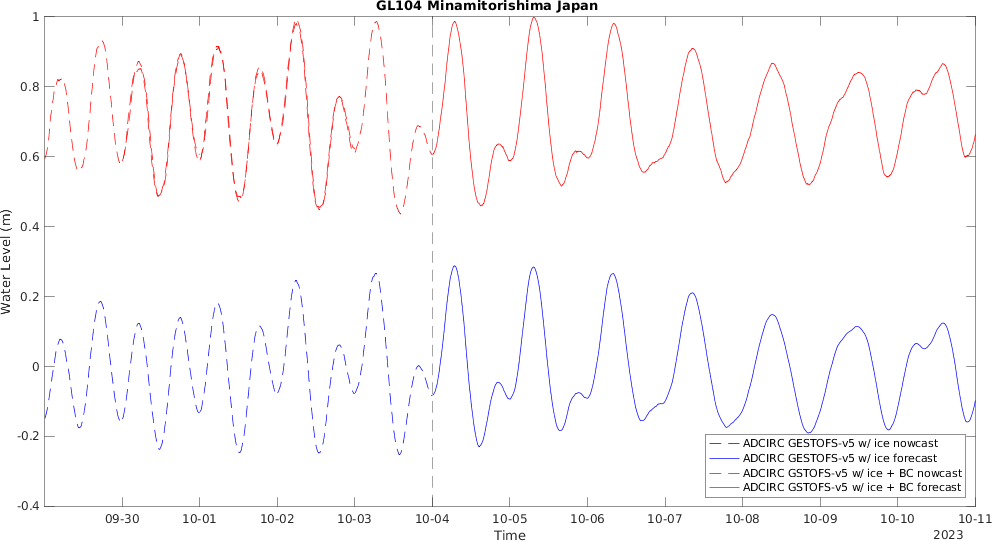 GL104 Minamitorishima Japan
1
0.8
0.6
0.4
0.2
0
-0.2
-0.4
Water Level (m)
ADCIRC GESTOFS-v5 w/ ice nowcast
ADCIRC GESTOFS-v5 w/ ice forecast
ADCIRC GSTOFS-v5 w/ ice + BC nowcast
ADCIRC GSTOFS-v5 w/ ice + BC forecast
09-30 10-01 10-02 10-03 10-04 10-05 10-06 10-07 10-08 10-09 10-10 10-11
Time
2023